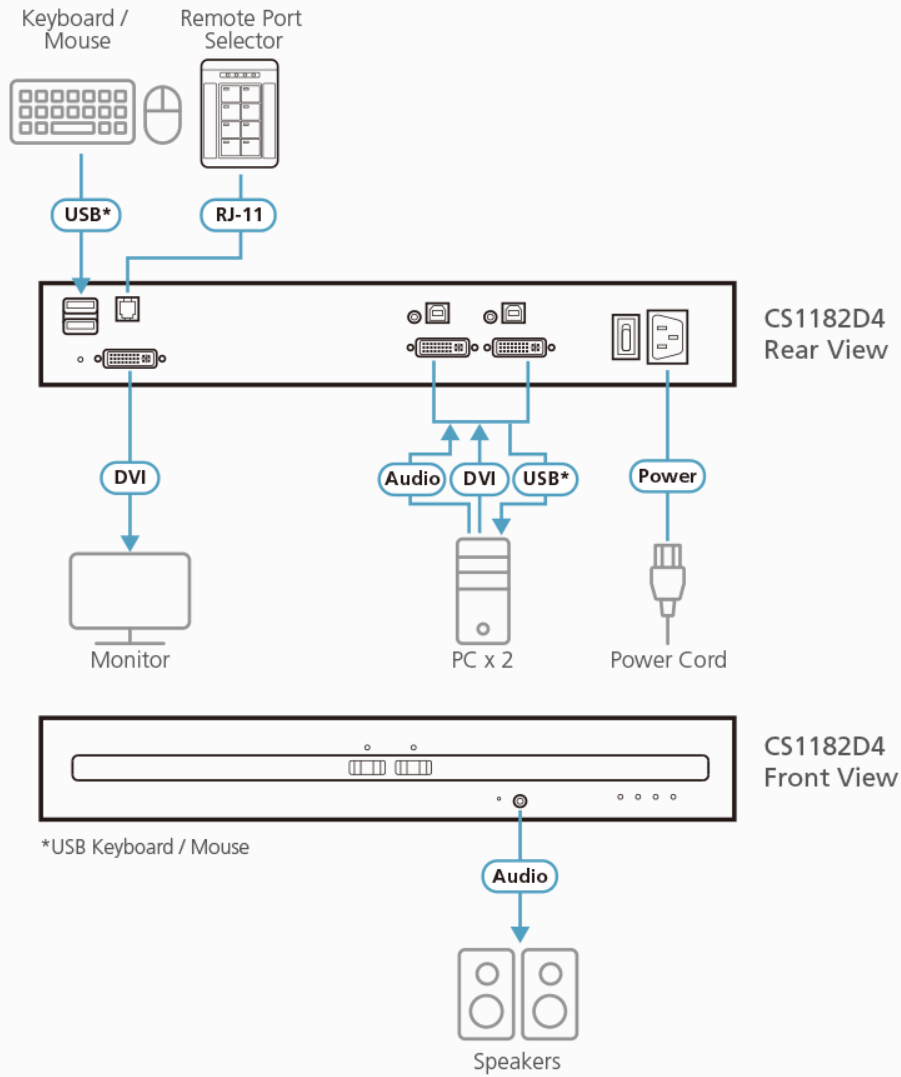 Keyboard /
Mouse
Remote Port
Selector
USB*
RJ-11
CS1182D4
Rear View
DVI
Audio
DVI
USB*
Power
Monitor
PC x 2
Power Cord
CS1182D4
Front View
*USB Keyboard / Mouse
Audio
Speakers